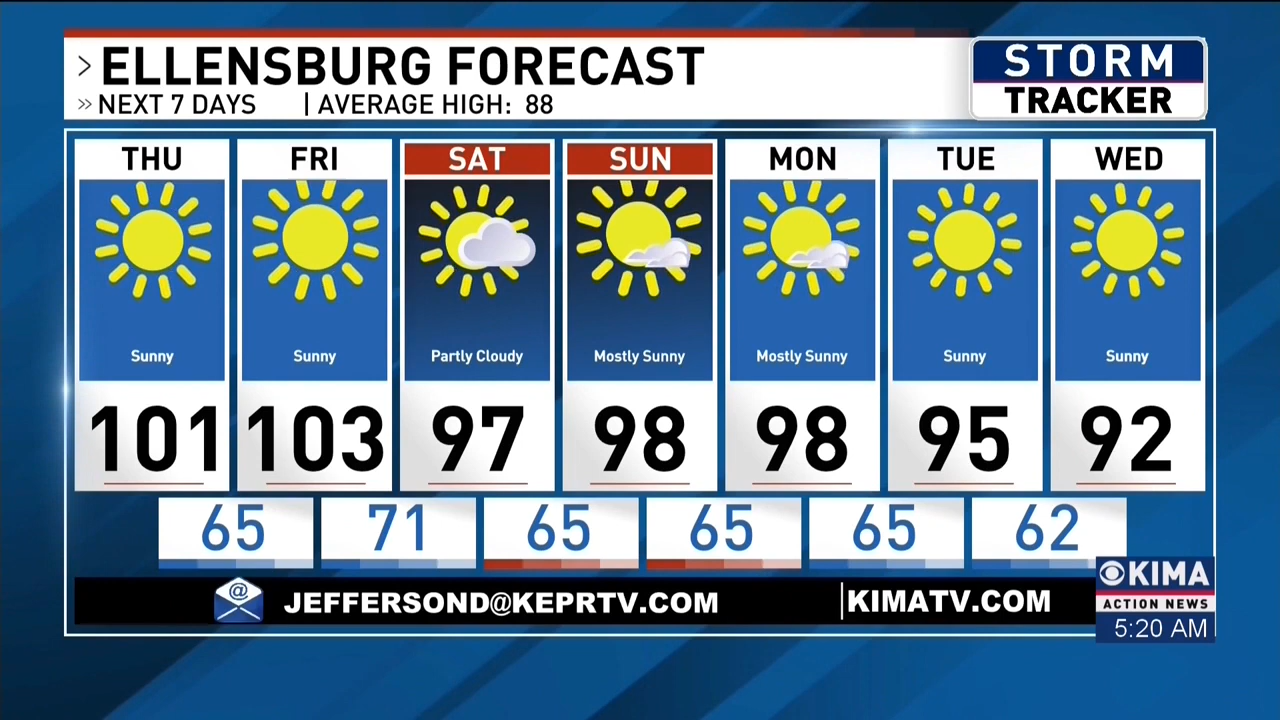 > ELLENSBURG FORECAST
» NEXT 7 DAYS | AVERAGE HIGH: 88
STORM
TRACKER
THU FRI SAT SUN MON TUE WED
Sunny Sunny Partly Cloudy Mostly Sunny Mostly Sunny Sunny Sunny
101 103 97 98 98 95 92
65 71 65 65 65 62
@
JEFFERSOND@KEPRTV.COM |KIMATV.COM
KIMA
ACTION NEWS
5:20 AM